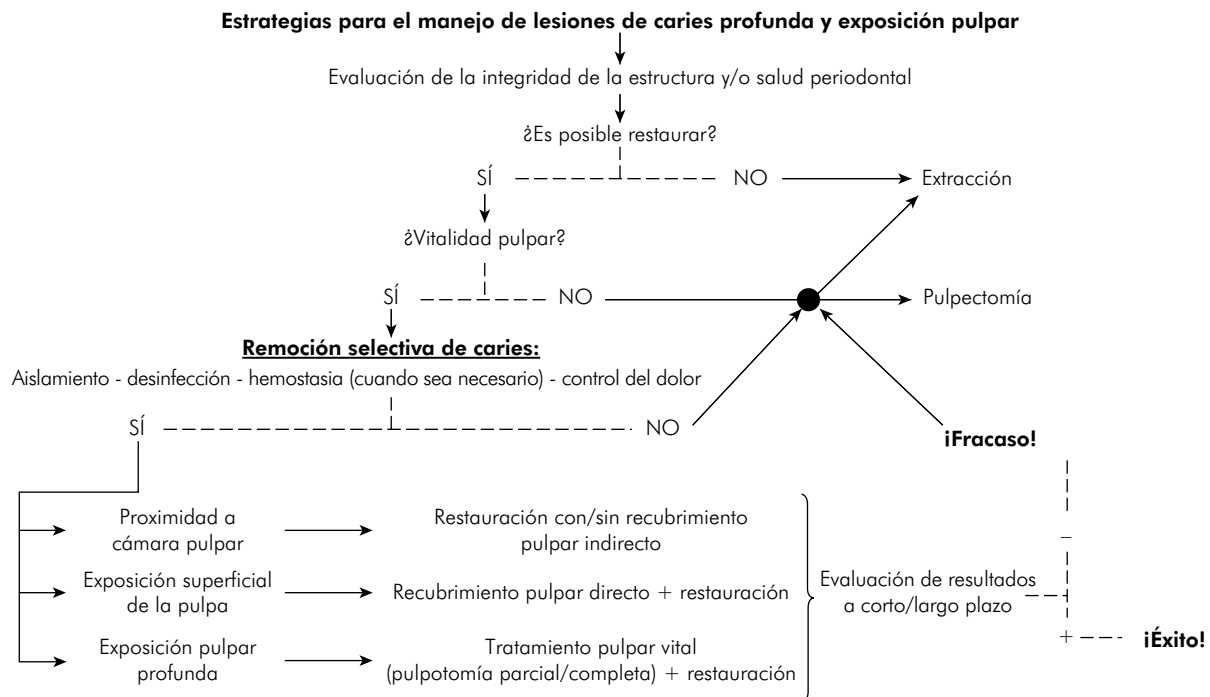 Estrategias para el manejo de lesiones de caries profunda y exposición pulpar
Evaluación de la integridad de la estructura y/o salud periodontal
¿Es posible restaurar?
SÍ
NO
Extracción
¿Vitalidad pulpar?
SÍ
NO
Pulpectomía
Remoción selectiva de caries:
Aislamiento - desinfección - hemostasia (cuando sea necesario) - control del dolor
SÍ
NO
¡Fracaso!
Proximidad a
cámara pulpar
Restauración con/sin recubrimiento
pulpar indirecto
Exposición superficial
de la pulpa
Recubrimiento pulpar directo + restauración
Exposición pulpar
profunda
Tratamiento pulpar vital
(pulpotomía parcial/completa) + restauración
Evaluación de resultados
a corto/largo plazo
–
+
¡Éxito!